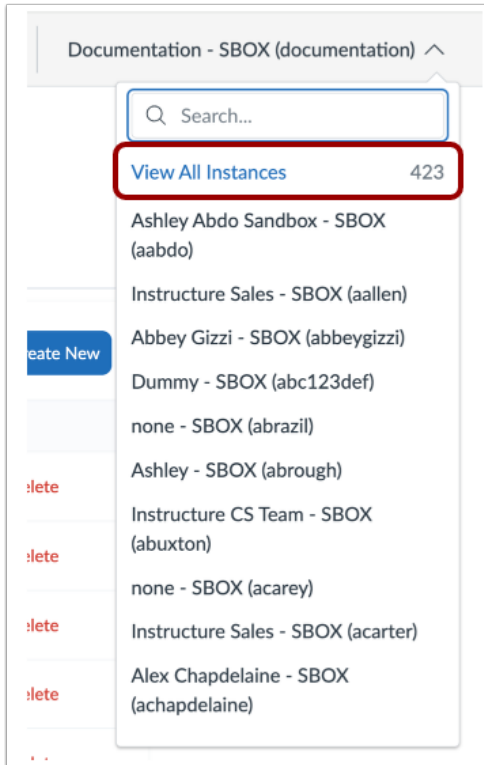 Documentation - SBOX (documentation)
Search...
View All Instances 423
Ashley Abdo Sandbox - SBOX
(aabdo)
Instructure Sales - SBOX (aallen)
Abbey Gizzi - SBOX (abbeygizzi)
eate New
Dummy - SBOX (abc123def)
none - SBOX (abrazil)
Ashley - SBOX (abrough)
elete
Instructure CS Team - SBOX
(abuxton)
elete
none - SBOX (acarey)
elete
Instructure Sales - SBOX (acarter)
Alex Chapdelaine - SBOX
elete
(achapdelaine)